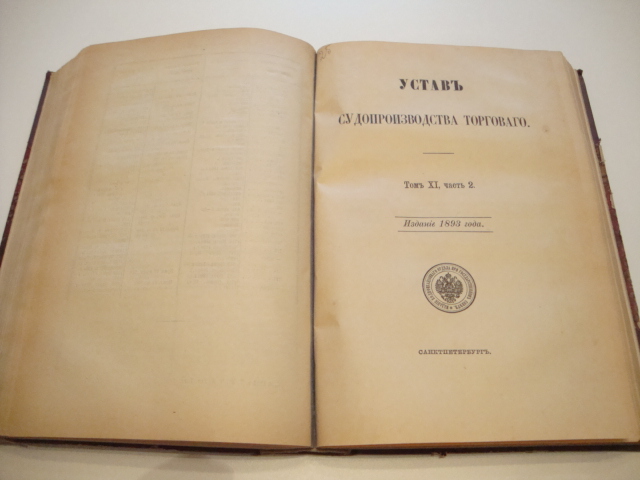 УСТАВЪ
СУДОПРОИЗВОДСТВА ТОРГОВАГО.
Томъ XI, часть 2.
Изданіе 1893 года.
САНКТПЕТЕРБУРГЪ.